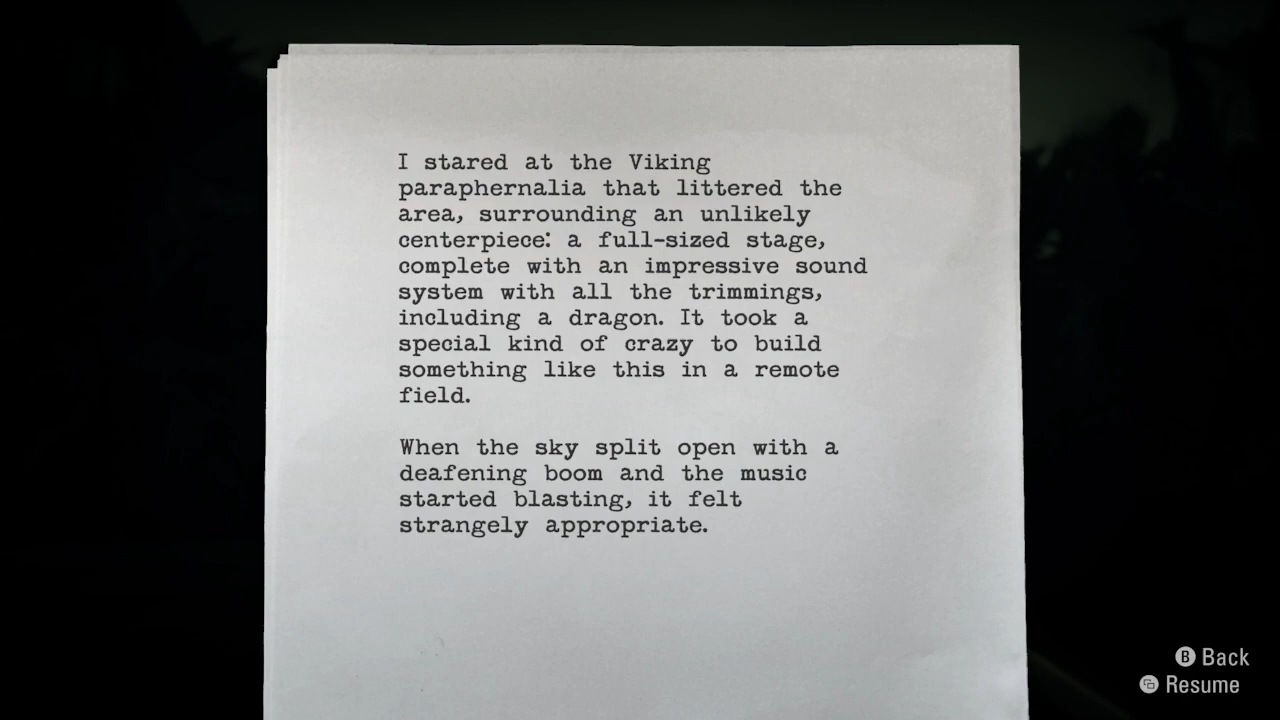 I stared at the Viking
paraphernalia that littered the
area, surrounding an unlikely
centerpiece: a full-sized stage,
complete with an impressive sound
system with all the trimmings,
including a dragon. It took a
special kind of crazy to build
something like this in a remote
field.
When the sky split open with a
deafening boom and the music
started blasting, it felt
strangely appropriate.
B Back
Resume